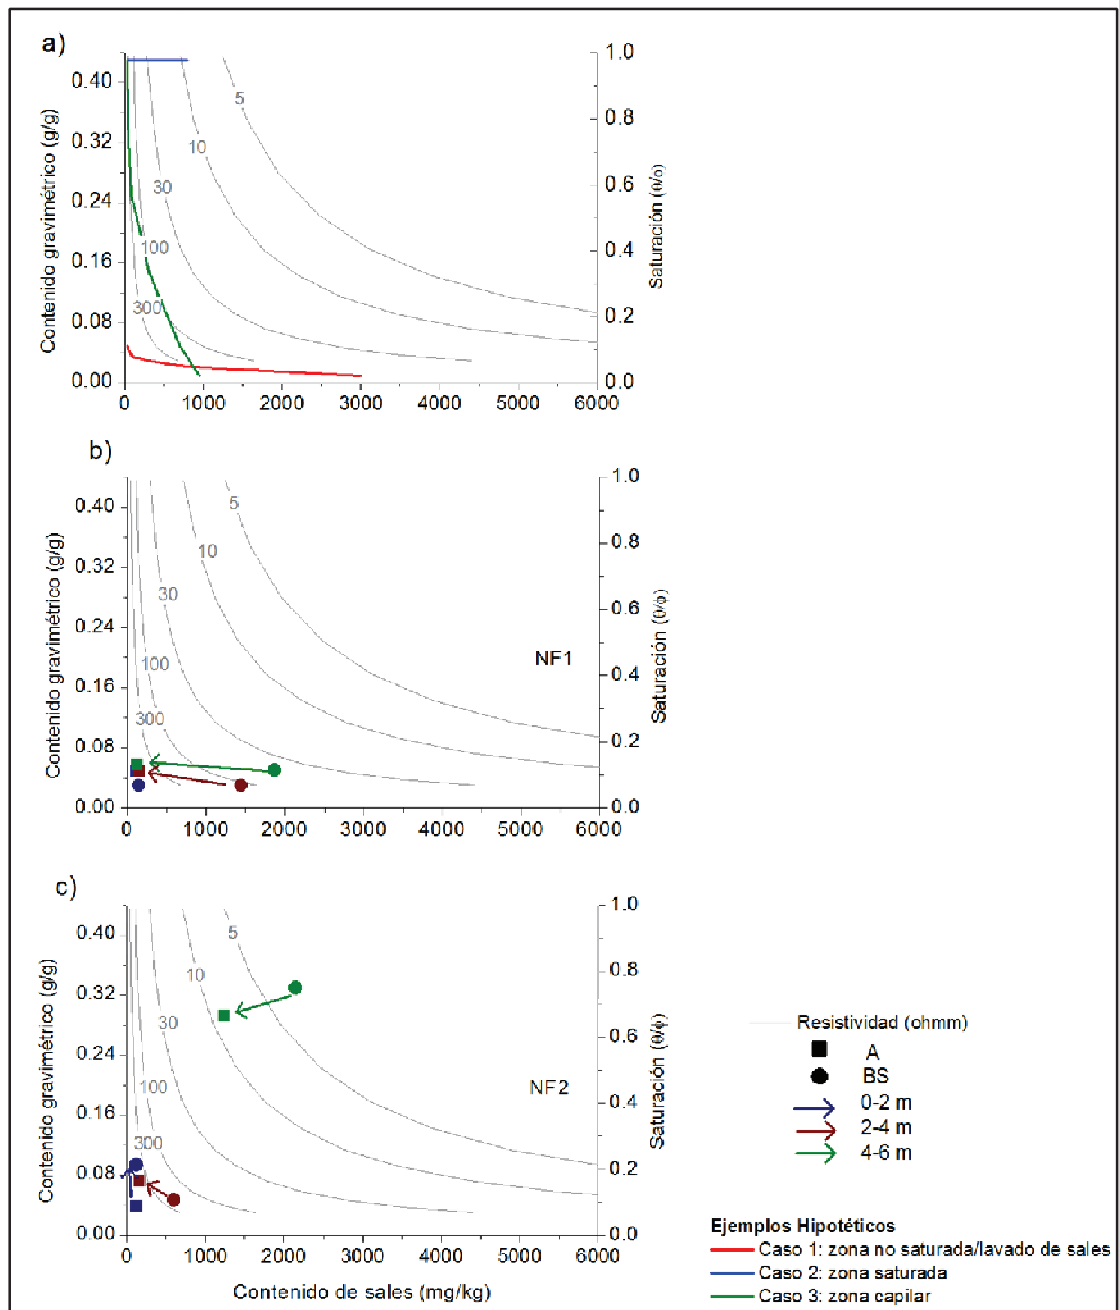 a)
Contenido gravimétrico (g/g)
0.40
0.32
0.24
0.16
0.08
0.00
5
10
30
100
300
1.0
0.8
0.6
0.4
0.2
0.0
Saturación (θ/ϕ)
0 1000 2000 3000 4000 5000 6000
b)
Contenido gravimétrico (g/g)
0.40
0.32
0.24
0.16
0.08
0.00
5
10
30
100
300
NF1
1.0
0.8
0.6
0.4
0.2
0.0
Saturación (θ/ϕ)
0 1000 2000 3000 4000 5000 6000
c)
Contenido gravimétrico (g/g)
0.40
0.32
0.24
0.16
0.08
0.00
5
10
30
100
300
NF2
1.0
0.8
0.6
0.4
0.2
0.0
Saturación (θ/ϕ)
0 1000 2000 3000 4000 5000 6000
Contenido de sales (mg/kg)
Resistividad (ohmm)
A
BS
0-2 m
2-4 m
4-6 m
Ejemplos Hipotéticos
Caso 1: zona no saturada/lavado de sales
Caso 2: zona saturada
Caso 3: zona capilar